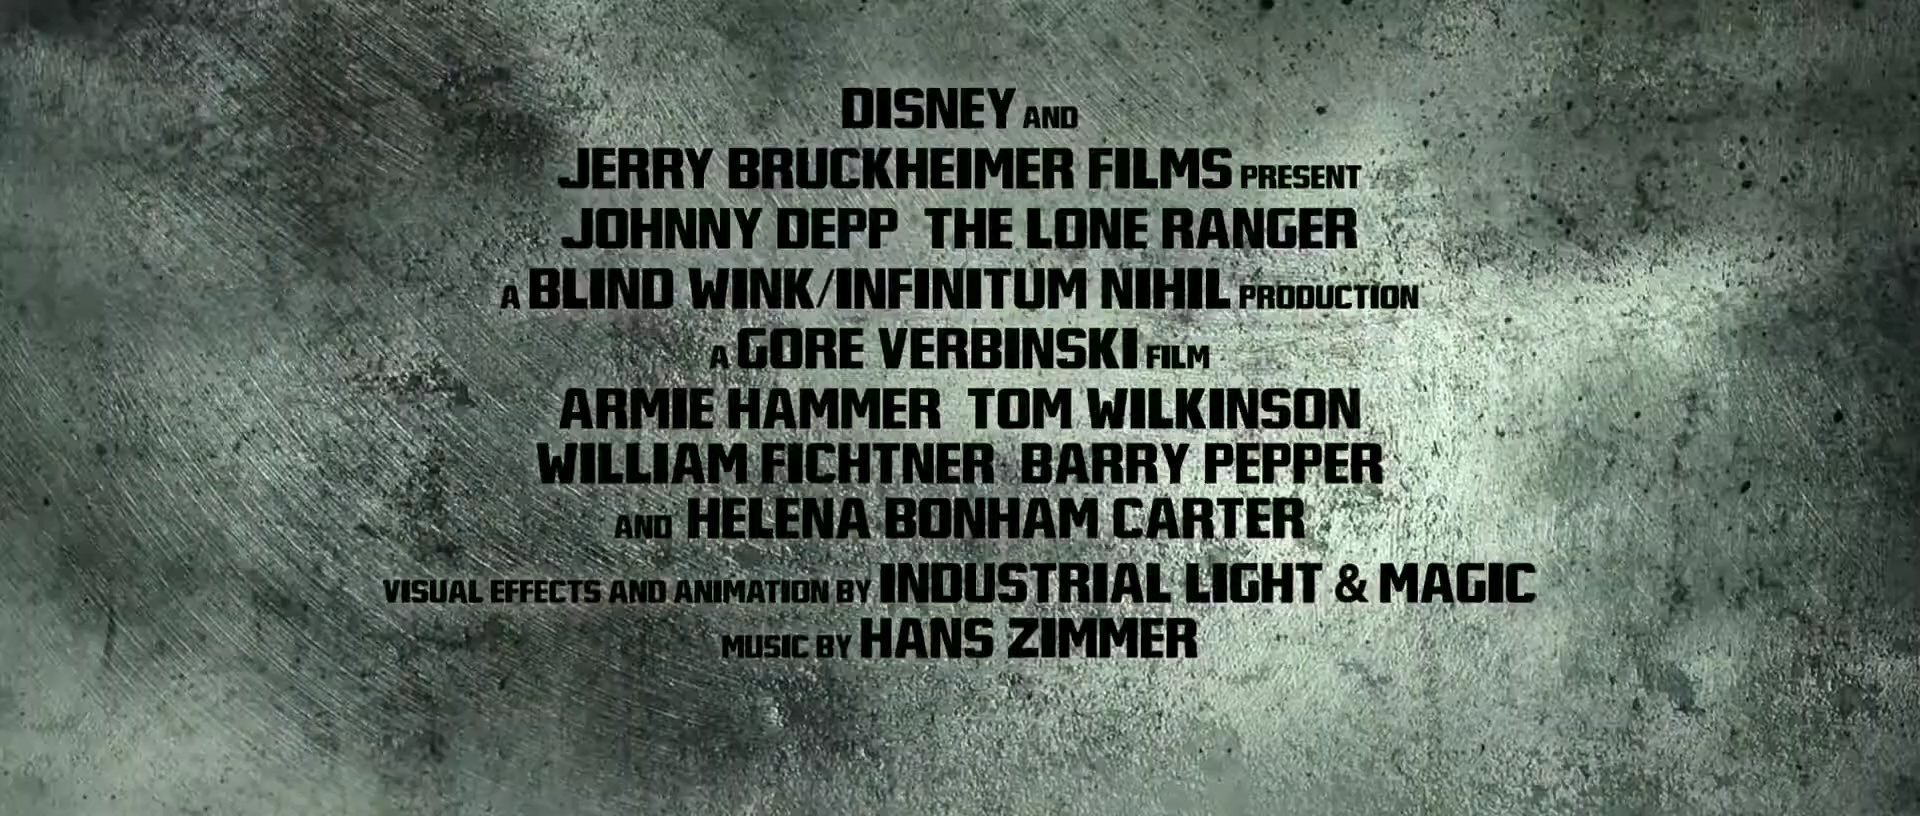 DISNEY AND
JERRY BRUCKHEIMER FILMS PRESENT
JOHNNY DEPP THE LONE RANGER
A BLIND WINK/INFINITUM NIHIL PRODUCTION
A GORE VERBINSKI FILM
ARMIE HAMMER TOM WILKINSON
WILLIAM FICHTNER BARRY PEPPER
AND HELENA BONHAM CARTER
VISUAL EFFECTS AND ANIMATION BY INDUSTRIAL LIGHT & MAGIC
MUSIC BY HANS ZIMMER